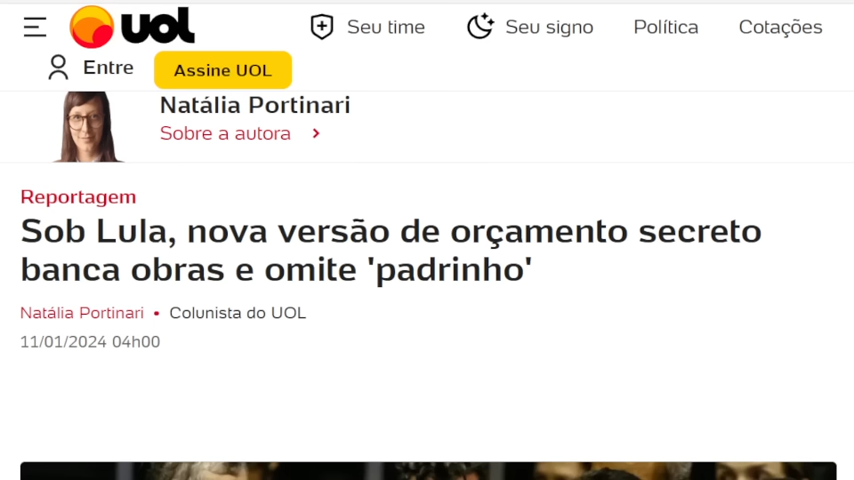 uol
Seu time
Seu signo
Política
Cotações
Entre
Assine UOL
Natália Portinari
Sobre a autora
Reportagem
Sob Lula, nova versão de orçamento secreto
banca obras e omite 'padrinho'
Natália Portinari • Colunista do UOL
11/01/2024 04h00